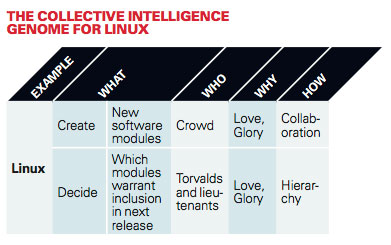 THE COLLECTIVE INTELLIGENCE
GENOME FOR LINUX
EXAMPLE
WHAT
WHO
WHY
HOW
Linux
Create
New
software
modules
Crowd
Love,
Glory
Collab-
oration
Decide
Which
modules
warrant
inclusion
in next
release
Torvalds
and lieu-
tenants
Love,
Glory
Hierar-
chy